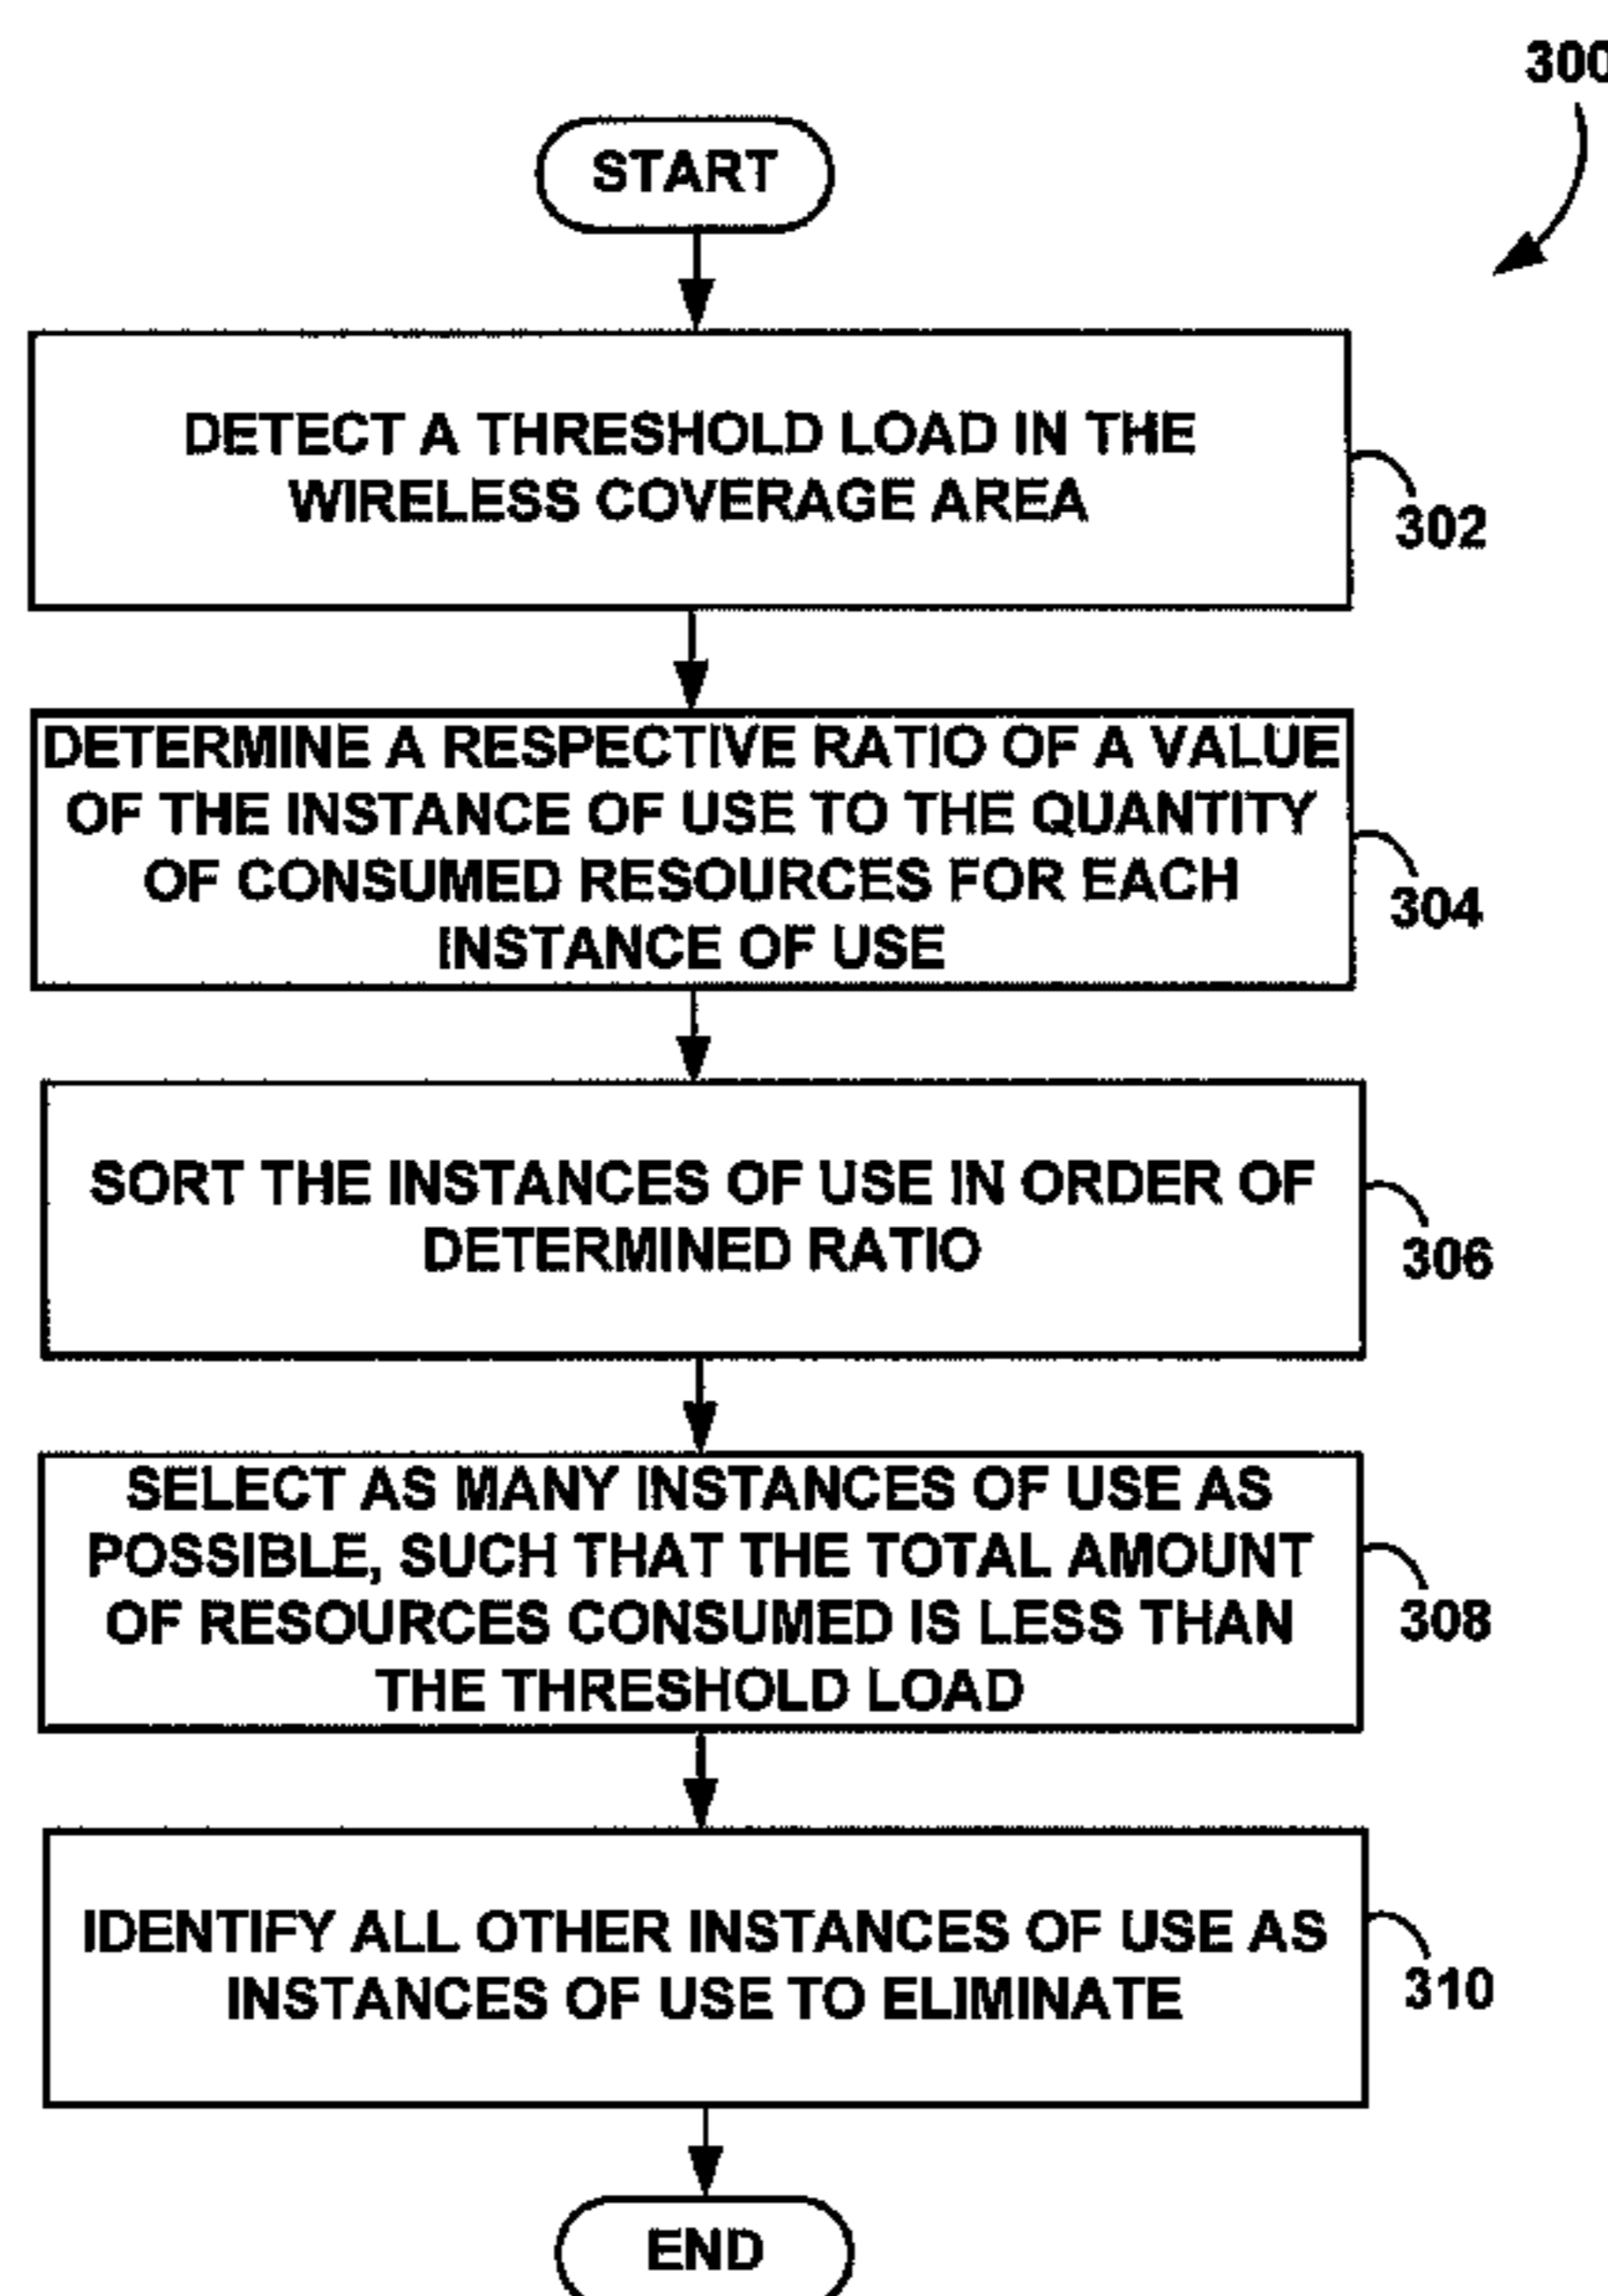 300
START
DETECT A THRESHOLD LOAD IN THE
WIRELESS COVERAGE AREA
302
DETERMINE A RESPECTIVE RATIO OF A VALUE
OF THE INSTANCE OF USE TO THE QUANTITY
OF CONSUMED RESOURCES FOR EACH
INSTANCE OF USE
304
SORT THE INSTANCES OF USE IN ORDER OF
DETERMINED RATIO
306
SELECT AS MANY INSTANCES OF USE AS
POSSIBLE, SUCH THAT THE TOTAL AMOUNT
OF RESOURCES CONSUMED IS LESS THAN
THE THRESHOLD LOAD
308
IDENTIFY ALL OTHER INSTANCES OF USE AS
INSTANCES OF USE TO ELIMINATE
310
END